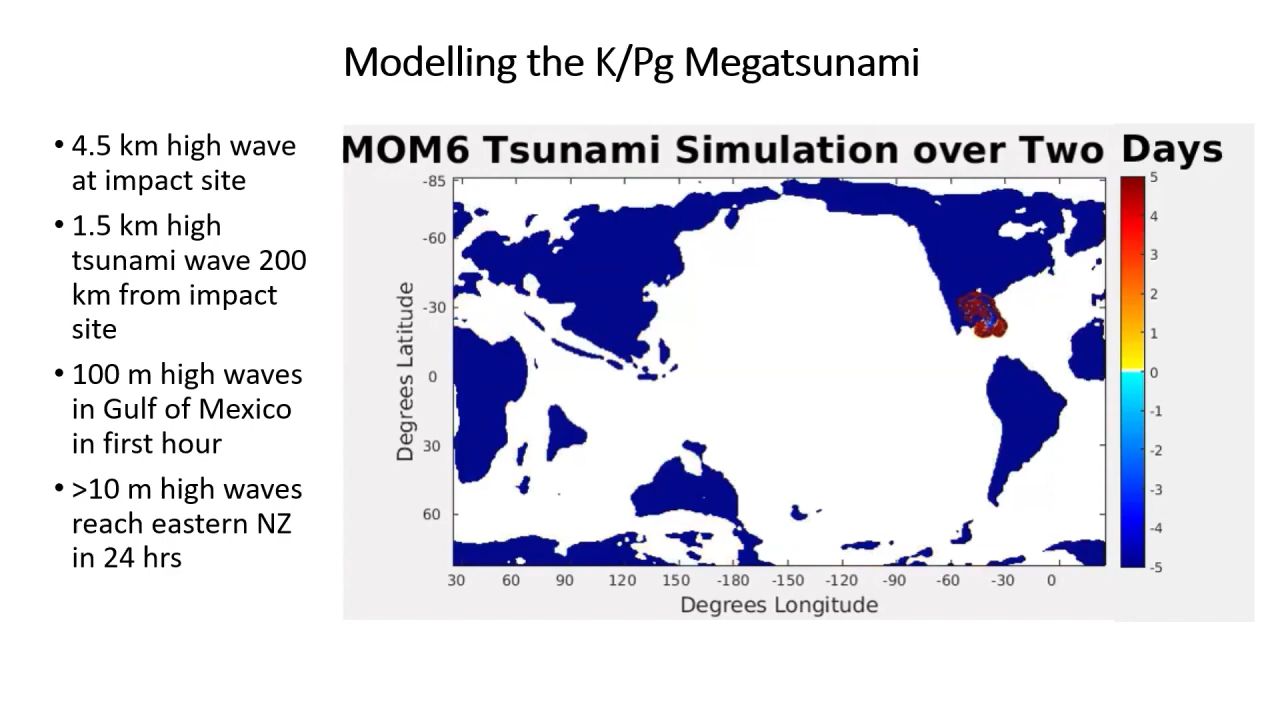 Modelling the K/Pg Megatsunami
• 4.5 km high wave
at impact site
• 1.5 km high
tsunami wave 200
km from impact
site
• 100 m high waves
in Gulf of Mexico
in first hour
• >10 m high waves
reach eastern NZ
in 24 hrs
MOM6 Tsunami Simulation over Two Days
Degrees Latitude
-85
-60
-30
0
30
60
30 60 90 120 150 -180 -150 -120 -90 -60 -30 0
Degrees Longitude
5
4
3
2
1
0
-1
-2
-3
-4
-5